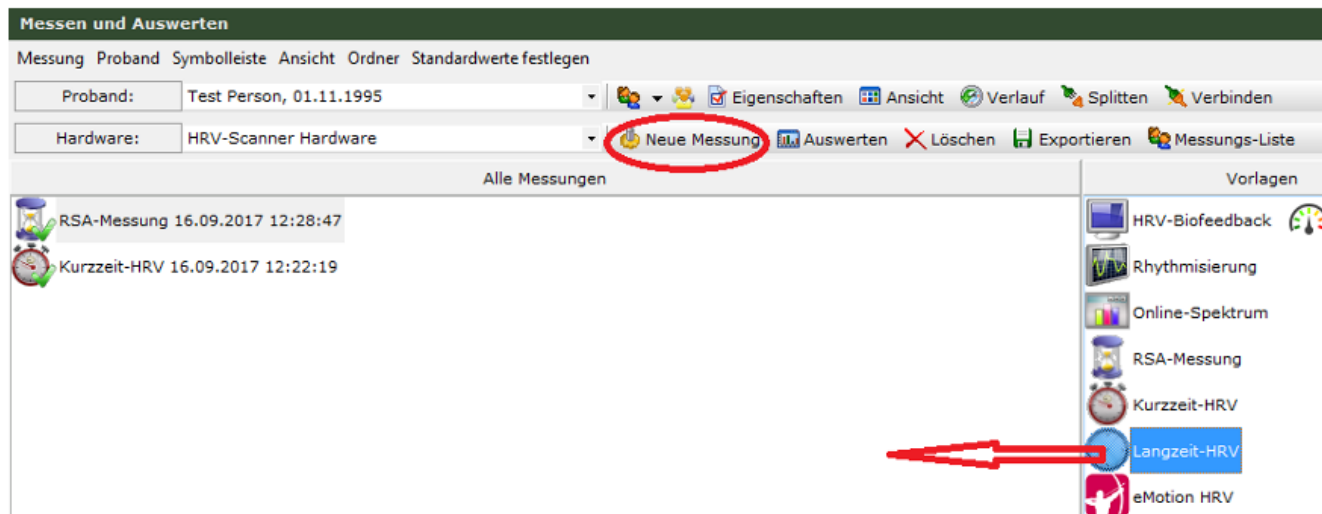 Messen und Auswerten
Messung Proband Symbolleiste Ansicht Ordner Standardwerte festlegen
Proband: Test Person, 01.11.1995 Eigenschaften Ansicht Verlauf Splitten Verbinden
Hardware: HRV-Scanner Hardware Neue Messung Auswerten Löschen Exportieren Messungs-Liste
Alle Messungen Vorlagen
RSA-Messung 16.09.2017 12:28:47 HRV-Biofeedback
Kurzzeit-HRV 16.09.2017 12:22:19 Rhythmisierung
Online-Spektrum
RSA-Messung
Kurzzeit-HRV
Langzeit-HRV
eMotion HRV